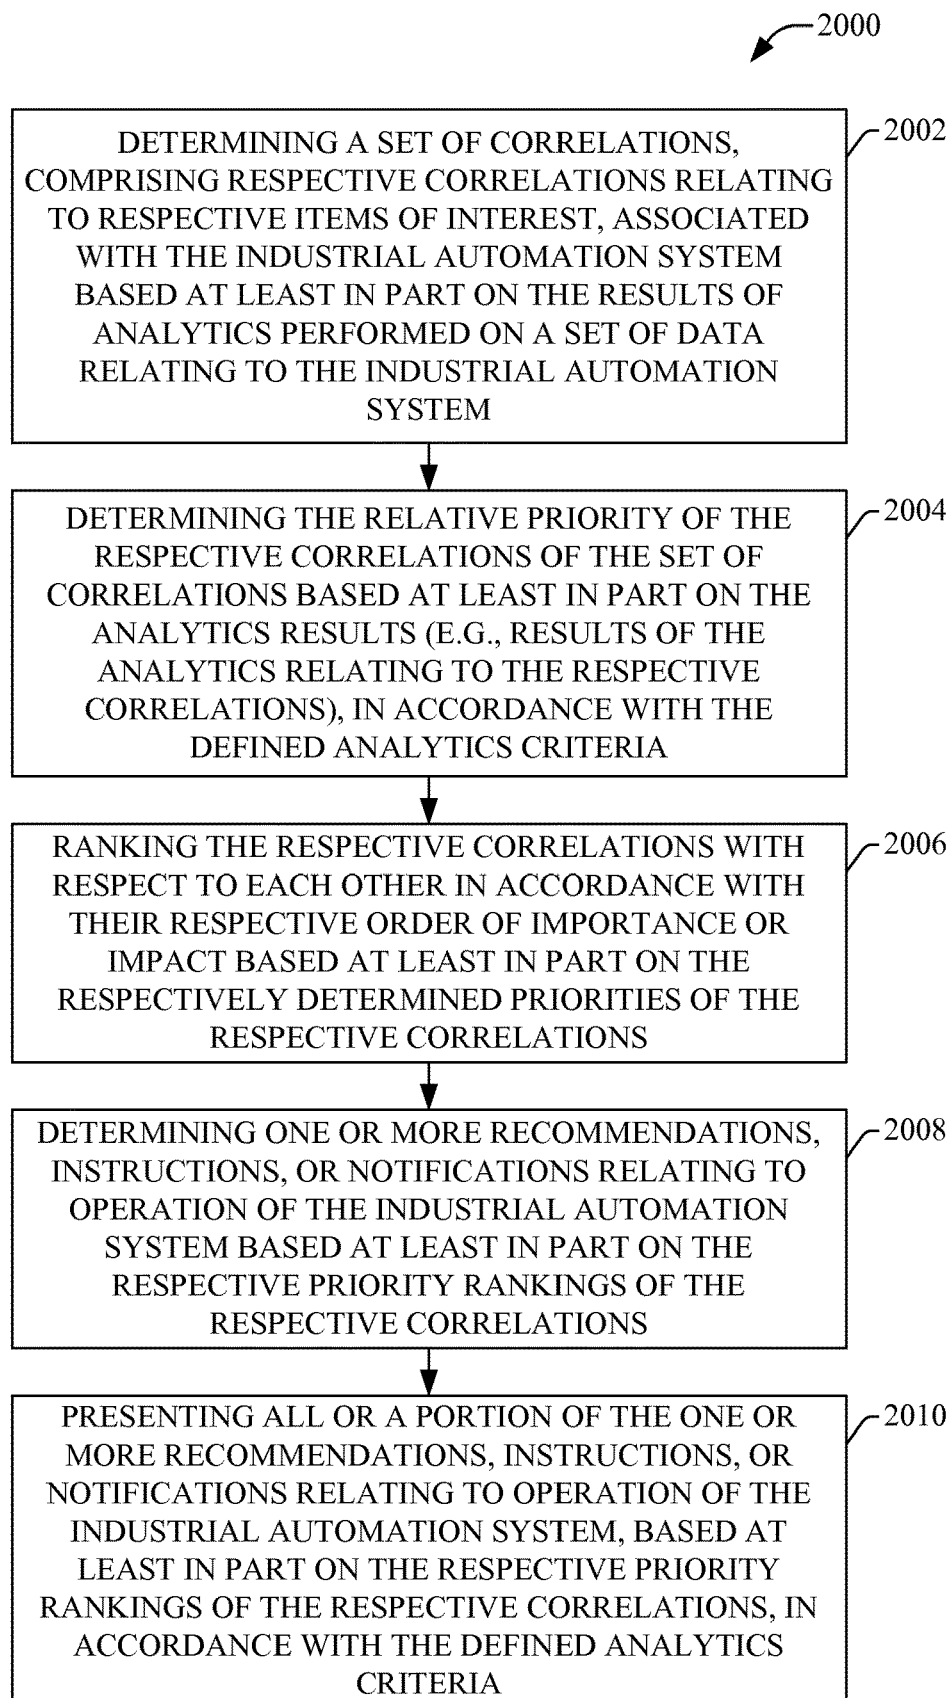 2000
2002
DETERMINING A SET OF CORRELATIONS,
COMPRISING RESPECTIVE CORRELATIONS RELATING
TO RESPECTIVE ITEMS OF INTEREST, ASSOCIATED
WITH THE INDUSTRIAL AUTOMATION SYSTEM
BASED AT LEAST IN PART ON THE RESULTS OF
ANALYTICS PERFORMED ON A SET OF DATA
RELATING TO THE INDUSTRIAL AUTOMATION
SYSTEM
2004
DETERMINING THE RELATIVE PRIORITY OF THE
RESPECTIVE CORRELATIONS OF THE SET OF
CORRELATIONS BASED AT LEAST IN PART ON THE
ANALYTICS RESULTS (E.G., RESULTS OF THE
ANALYTICS RELATING TO THE RESPECTIVE
CORRELATIONS), IN ACCORDANCE WITH THE
DEFINED ANALYTICS CRITERIA
2006
RANKING THE RESPECTIVE CORRELATIONS WITH
RESPECT TO EACH OTHER IN ACCORDANCE WITH
THEIR RESPECTIVE ORDER OF IMPORTANCE OR
IMPACT BASED AT LEAST IN PART ON THE
RESPECTIVELY DETERMINED PRIORITIES OF THE
RESPECTIVE CORRELATIONS
2008
DETERMINING ONE OR MORE RECOMMENDATIONS,
INSTRUCTIONS, OR NOTIFICATIONS RELATING TO
OPERATION OF THE INDUSTRIAL AUTOMATION
SYSTEM BASED AT LEAST IN PART ON THE
RESPECTIVE PRIORITY RANKINGS OF THE
RESPECTIVE CORRELATIONS
2010
PRESENTING ALL OR A PORTION OF THE ONE OR
MORE RECOMMENDATIONS, INSTRUCTIONS, OR
NOTIFICATIONS RELATING TO OPERATION OF THE
INDUSTRIAL AUTOMATION SYSTEM, BASED AT
LEAST IN PART ON THE RESPECTIVE PRIORITY
RANKINGS OF THE RESPECTIVE CORRELATIONS, IN
ACCORDANCE WITH THE DEFINED ANALYTICS
CRITERIA